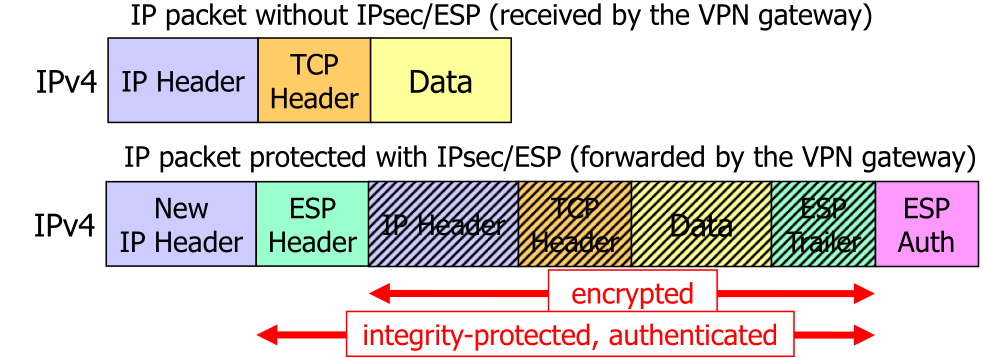 IP packet without IPsec/ESP (received by the VPN gateway)
IPv4
IP Header
TCP
Header
Data
IP packet protected with IPsec/ESP (forwarded by the VPN gateway)
IPv4
New
IP Header
ESP
Header
IP Header
TCP
Header
Data
ESP
Trailer
ESP
Auth
encrypted
integrity-protected, authenticated